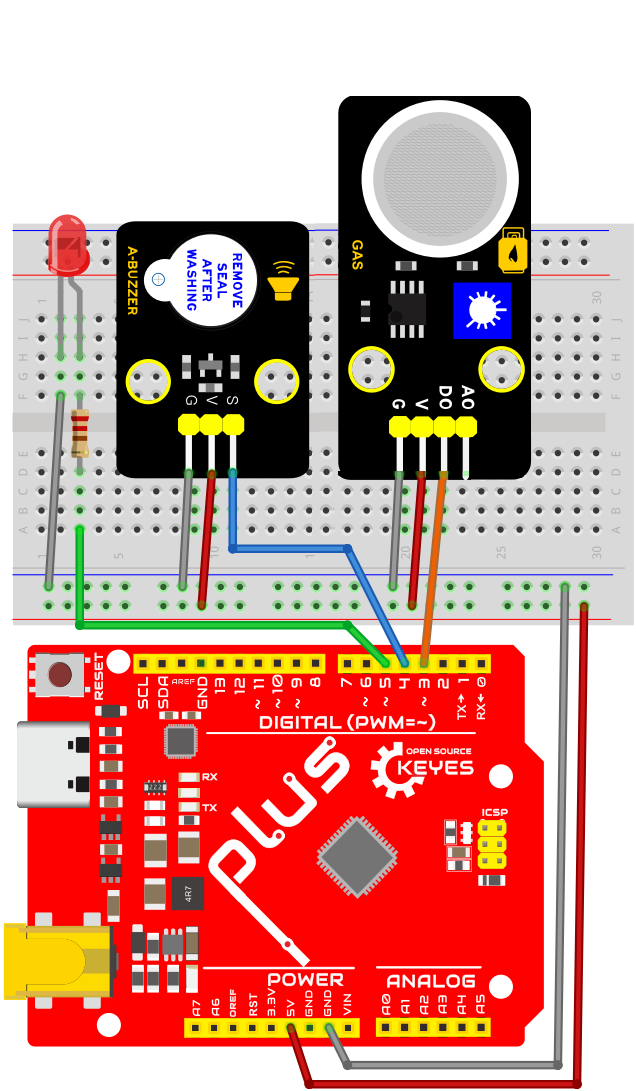 GAS
A-BUZZER
REMOVE
SEAL
AFTER
WASHING
G V S
G V DO AO
1
30
J
I
H
G
F
J
I
H
G
F
E
D
C
B
A
E
D
C
B
A
1 5 10 20 25 30
RESET
SCL SDA AREF GND 13 12 ~11 ~10 ~9 8 7 ~6 ~5 4 ~3 2 TX→1 RX←0
DIGITAL (PWM=~)
RX
TX
plus
OPEN SOURCE
KEYES
ICSP
4R7
POWER
ANALOG
A7 A6 OREF RST 3.3V 5V GND GND VIN A0 A1 A2 A3 A4 A5